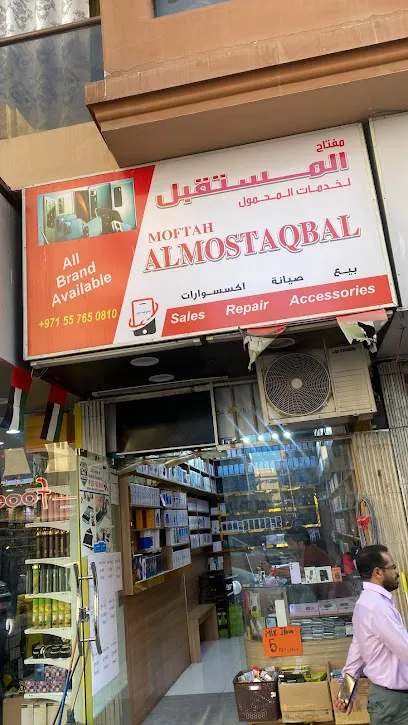 مفتاح
المستقبل
لخدمات المحمول
MOFTAH
ALMOSTAQBAL
All
Brand
Available
+971 55 765 0810
بيع صيانة اكسسوارات
Sales Repair Accessories
5